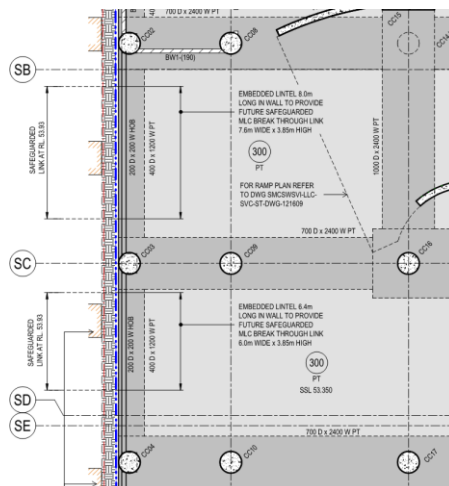 700 D x 2400 W PT
CC02
CC08
CC15
CC14
BW1-(190)
SB
EMBEDDED LINTEL 8.0m
LONG IN WALL TO PROVIDE
FUTURE SAFEGUARDED
MLC BREAK THROUGH LINK
7.6m WIDE x 3.85m HIGH
SAFEGUARDED
LINK AT RL. 53.93
200 D x 200 W HOB
400 D x 1200 W PT
300
PT
1000 D x 2400 W PT
FOR RAMP PLAN REFER
TO DWG SMCSWSVI-LLC-
SVC-ST-DWG-121609
700 D x 2400 W PT
SC
CC03
CC09
CC16
EMBEDDED LINTEL 6.4m
LONG IN WALL TO PROVIDE
FUTURE SAFEGUARDED
MLC BREAK THROUGH LINK
6.0m WIDE x 3.85m HIGH
SAFEGUARDED
LINK AT RL. 53.93
200 D x 200 W HOB
400 D x 1200 W PT
300
PT
SSL 53.350
SD
SE
700 D x 2400 W PT
CC04
CC10
CC17